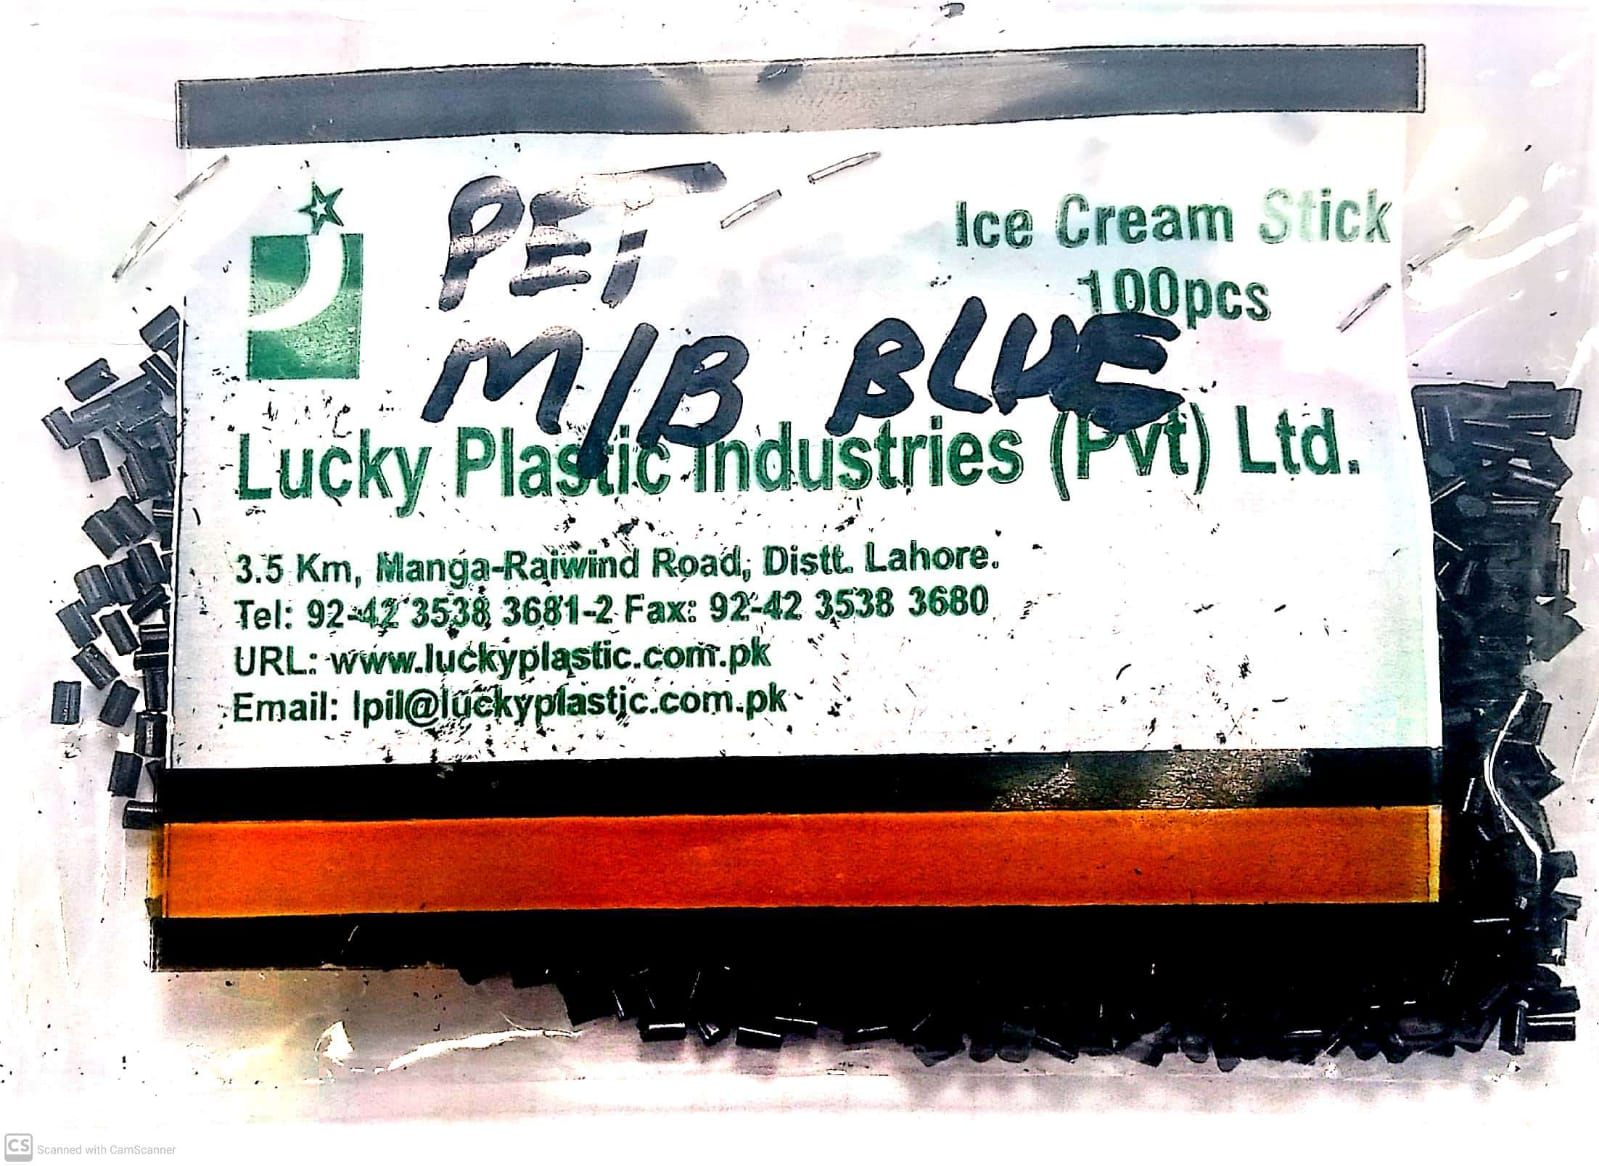 PET
Ice Cream Stick
100pcs
M/B BLUE
Lucky Plastic Industries (Pvt) Ltd.
3.5 Km, Manga-Raiwind Road, Distt. Lahore.
Tel: 92-42 3538 3681-2 Fax: 92-42 3538 3680
URL: www.luckyplastic.com.pk
Email: lpil@luckyplastic.com.pk
CS Scanned with CamScanner